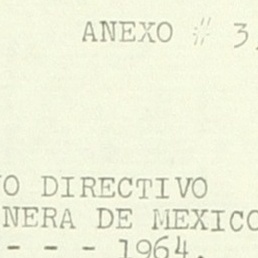 ANEXO # 3
O DIRECTIVO
NERA DE MEXICO
- - - - 1964.